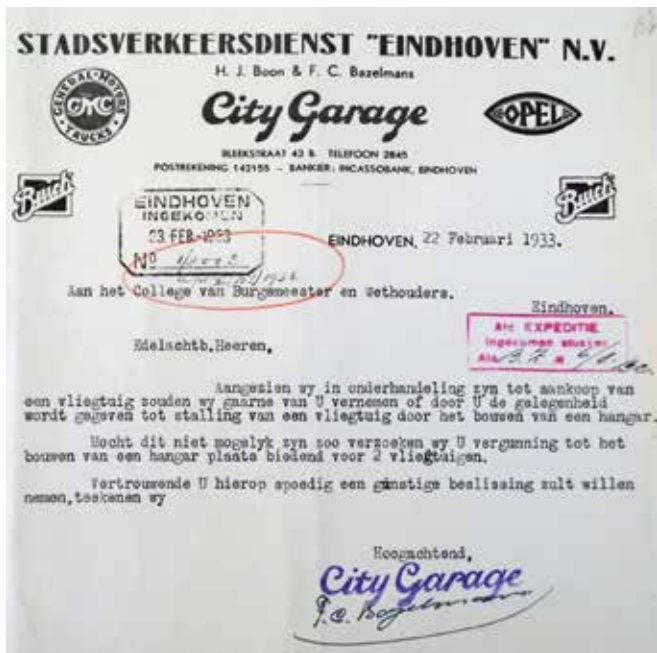 STADSVERKEERSDIENST "EINDHOVEN" N.V.
H. J. Boon & F. C. Bazelmans
GENERAL MOTORS TRUCKS
GMC
City Garage
OPEL
BLEEKSTRAAT 43 B. TELEFOON 2845
POSTREKENING 142155 - BANKIER: INCASSOBANK, EINDHOVEN
Buick
Buick
EINDHOVEN
INGEKOMEN
23 FEB-1933
No
EINDHOVEN, 22 Februari 1933.
Aan het College van Burgemeester en Wethouders.
Eindhoven.
Afd EXPEDITIE
Ingekomen stukken
Edelachtb.Heeren,
Aangezien wy in onderhandeling zyn tot aankoop van
een vliegtuig zouden wy gaarne van U vernemen of door U de gelegenheid
wordt gegeven tot stalling van een vliegtuig door het bouwen van een hangar.
Mocht dit niet mogelyk zyn zoo verzoeken wy U vergunning tot het
bouwen van een hangar plaats biedend voor 2 vliegtuigen.
Vertrouwende U hierop spoedig een gunstige beslissing zult willen
nemen,teekenen wy
Hoogachtend,
City Garage
F.C. Bazelmans